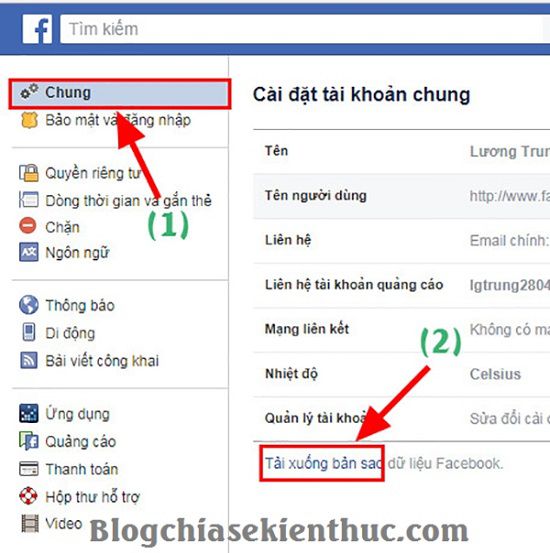 f
Tìm kiếm
Chung
Bảo mật và đăng nhập
Quyền riêng tư
Dòng thời gian và gắn thẻ
Chặn
Ngôn ngữ
Thông báo
Di động
Bài viết công khai
Ứng dụng
Quảng cáo
Thanh toán
Hộp thư hỗ trợ
Video
(1)
Cài đặt tài khoản chung
Tên Lương Trun
Tên người dùng http://www.fa
Liên hệ Email chính:
Liên hệ tài khoản quảng cáo lgtrung2804
Mạng liên kết Không có mạ
(2)
Nhiệt độ Celsius
Quản lý tài khoản Sửa đổi cài
Tải xuống bản sao dữ liệu Facebook.
Blogchiasekienthuc.com